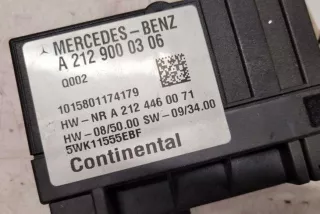 MERCEDES-BENZ
A 212 900 03 06
Q002
1015801174179
HW-NR A 212 446 00 71
HW-08/50.00 SW-09/34.00
5WK11555EBF
Continental